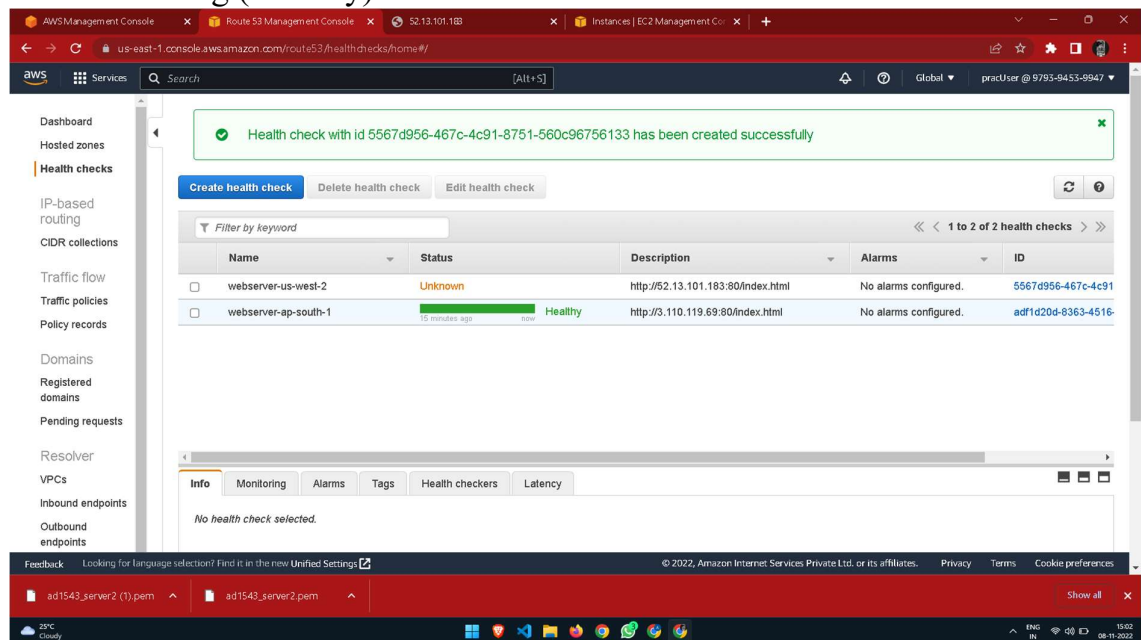 AWS Management Console
Route 53 Management Console
52.13.101.183
Instances | EC2 Management Con
us-east-1.console.aws.amazon.com/route53/healthchecks/home#/
aws Services Search [Alt+S] Global pracUser @ 9793-9453-9947
Dashboard
Hosted zones
Health checks
IP-based
routing
CIDR collections
Traffic flow
Traffic policies
Policy records
Domains
Registered
domains
Pending requests
Resolver
VPCs
Inbound endpoints
Outbound
endpoints
Health check with id 5567d956-467c-4c91-8751-560c96756133 has been created successfully
Create health check Delete health check Edit health check
Filter by keyword
1 to 2 of 2 health checks
Name Status Description Alarms ID
webserver-us-west-2 Unknown http://52.13.101.183:80/index.html No alarms configured. 5567d956-467c-4c91
webserver-ap-south-1 15 minutes ago now Healthy http://3.110.119.69:80/index.html No alarms configured. adf1d20d-8363-4516-
Info Monitoring Alarms Tags Health checkers Latency
No health check selected.
Feedback Looking for language selection? Find it in the new Unified Settings © 2022, Amazon Internet Services Private Ltd. or its affiliates. Privacy Terms Cookie preferences
ad1543_server2 (1).pem ad1543_server2.pem Show all
25°C
Cloudy
ENG
IN
15:02
08-11-2022